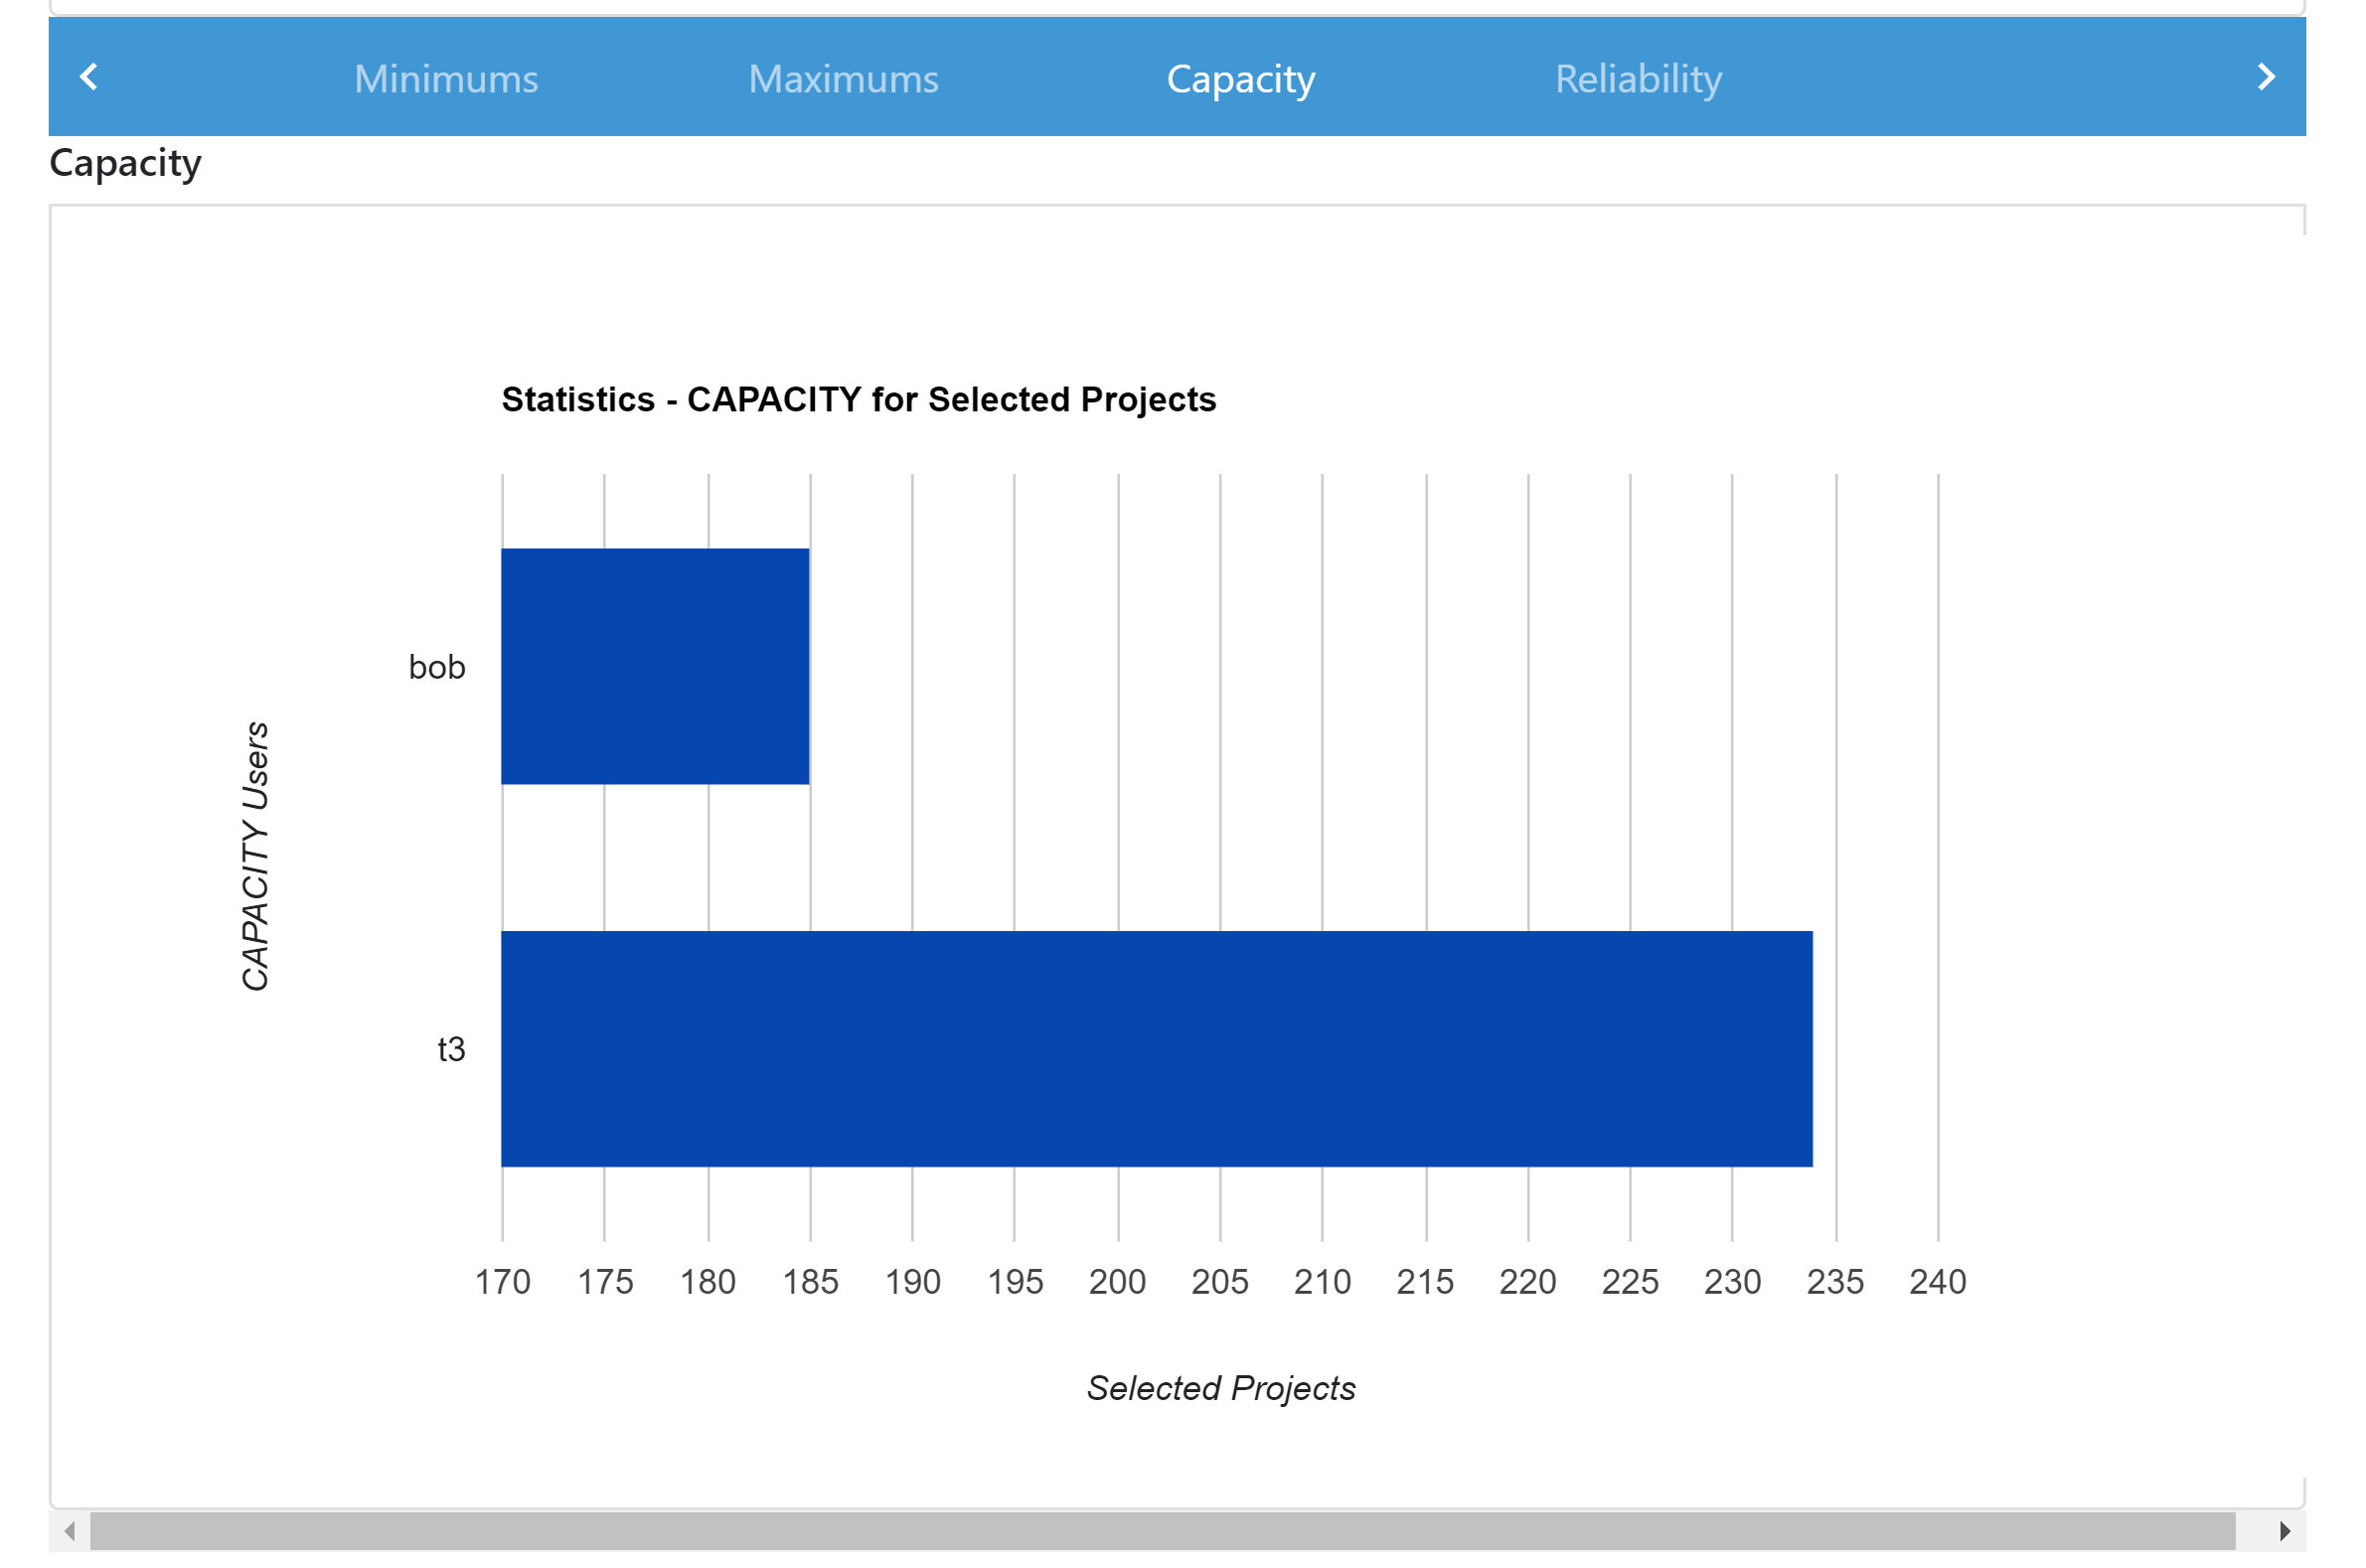 Minimums Maximums Capacity Reliability
Capacity
Statistics - CAPACITY for Selected Projects
bob
CAPACITY Users
t3
170 175 180 185 190 195 200 205 210 215 220 225 230 235 240
Selected Projects